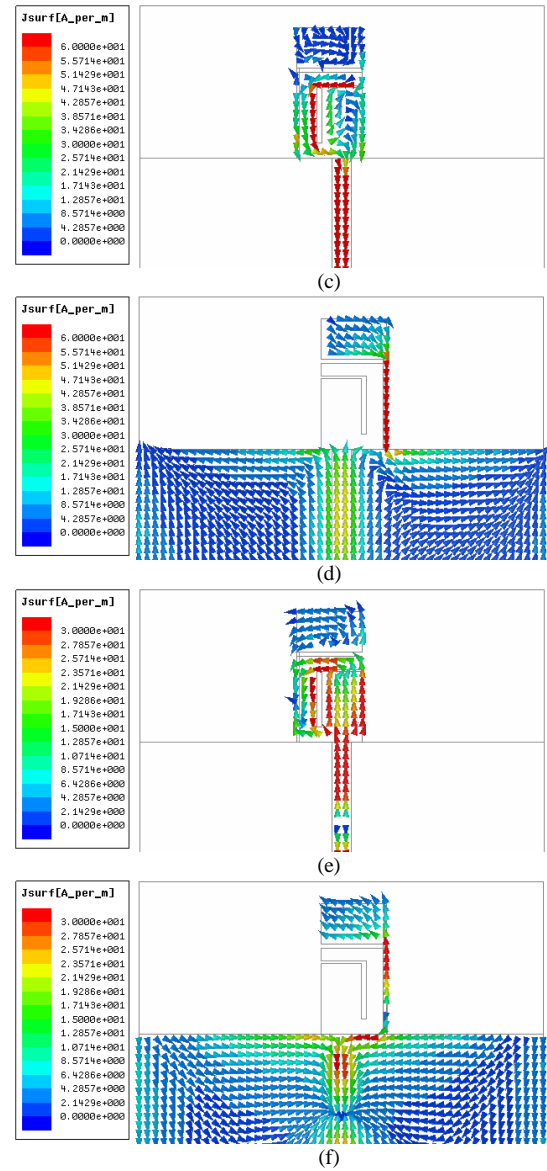 Jsurf[A_per_m]
6.0000e+001
5.5714e+001
5.1429e+001
4.7143e+001
4.2857e+001
3.8571e+001
3.4286e+001
3.0000e+001
2.5714e+001
2.1429e+001
1.7143e+001
1.2857e+001
8.5714e+000
4.2857e+000
0.0000e+000
(c)
Jsurf[A_per_m]
6.0000e+001
5.5714e+001
5.1429e+001
4.7143e+001
4.2857e+001
3.8571e+001
3.4286e+001
3.0000e+001
2.5714e+001
2.1429e+001
1.7143e+001
1.2857e+001
8.5714e+000
4.2857e+000
0.0000e+000
(d)
Jsurf[A_per_m]
3.0000e+001
2.7857e+001
2.5714e+001
2.3571e+001
2.1429e+001
1.9286e+001
1.7143e+001
1.5000e+001
1.2857e+001
1.0714e+001
8.5714e+000
6.4286e+000
4.2857e+000
2.1429e+000
0.0000e+000
(e)
Jsurf[A_per_m]
3.0000e+001
2.7857e+001
2.5714e+001
2.3571e+001
2.1429e+001
1.9286e+001
1.7143e+001
1.5000e+001
1.2857e+001
1.0714e+001
8.5714e+000
6.4286e+000
4.2857e+000
2.1429e+000
0.0000e+000
(f)